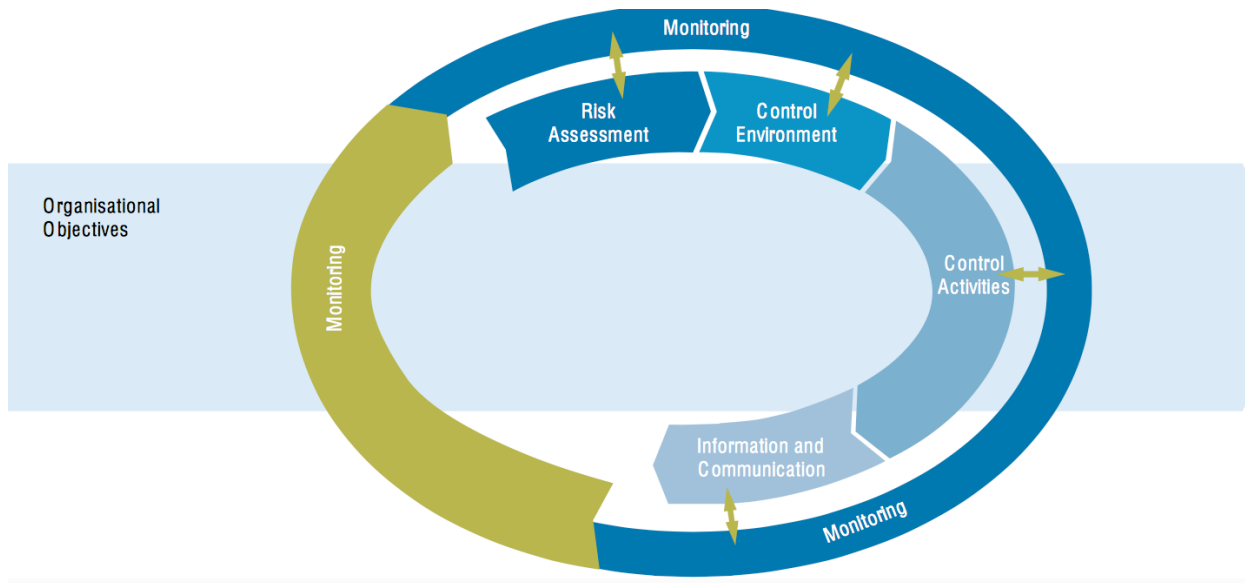 Monitoring
Risk
Assessment
Control
Environment
Organisational
Objectives
Monitoring
Control
Activities
Information and
Communication
Monitoring